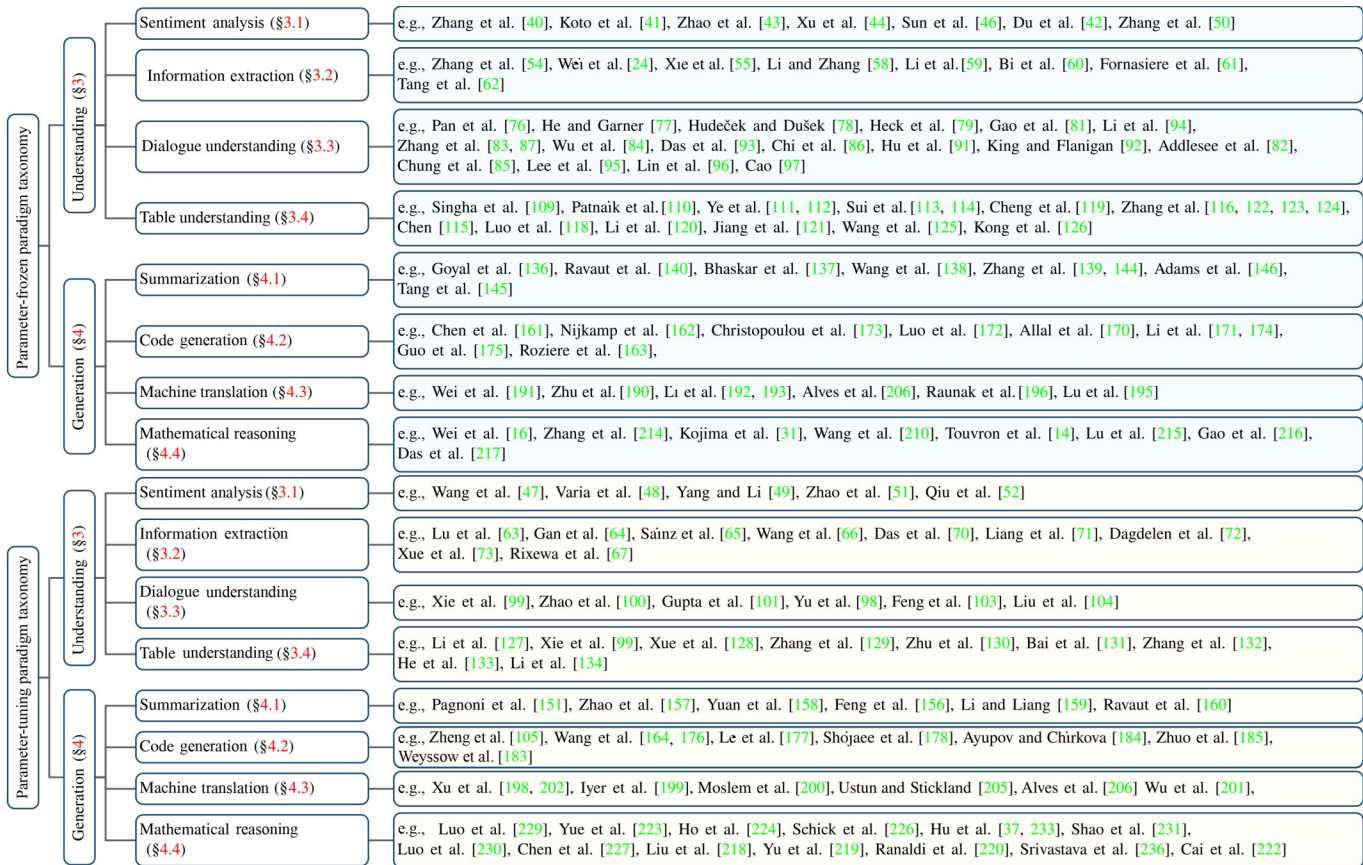 Parameter-frozen paradigm taxonomy
Understanding (§3)
Sentiment analysis (§3.1)
e.g., Zhang et al. [40], Koto et al. [41], Zhao et al. [43], Xu et al. [44], Sun et al. [46], Du et al. [42], Zhang et al. [50]
Information extraction (§3.2)
e.g., Zhang et al. [54], Wei et al. [24], Xie et al. [55], Li and Zhang [58], Li et al. [59], Bi et al. [60], Fornasiere et al. [61],
Tang et al. [62]
Dialogue understanding (§3.3)
e.g., Pan et al. [76], He and Garner [77], Hudeček and Dušek [78], Heck et al. [79], Gao et al. [81], Li et al. [94],
Zhang et al. [83, 87], Wu et al. [84], Das et al. [93], Chi et al. [86], Hu et al. [91], King and Flanigan [92], Addlesee et al. [82],
Chung et al. [85], Lee et al. [95], Lin et al. [96], Cao [97]
Table understanding (§3.4)
e.g., Singha et al. [109], Patnaik et al. [110], Ye et al. [111, 112], Sui et al. [113, 114], Cheng et al. [119], Zhang et al. [116, 122, 123, 124],
Chen [115], Luo et al. [118], Li et al. [120], Jiang et al. [121], Wang et al. [125], Kong et al. [126]
Generation (§4)
Summarization (§4.1)
e.g., Goyal et al. [136], Ravaut et al. [140], Bhaskar et al. [137], Wang et al. [138], Zhang et al. [139, 144], Adams et al. [146],
Tang et al. [145]
Code generation (§4.2)
e.g., Chen et al. [161], Nijkamp et al. [162], Christopoulou et al. [173], Luo et al. [172], Allal et al. [170], Li et al. [171, 174],
Guo et al. [175], Roziere et al. [163],
Machine translation (§4.3)
e.g., Wei et al. [191], Zhu et al. [190], Li et al. [192, 193], Alves et al. [206], Raunak et al. [196], Lu et al. [195]
Mathematical reasoning
(§4.4)
e.g., Wei et al. [16], Zhang et al. [214], Kojima et al. [31], Wang et al. [210], Touvron et al. [14], Lu et al. [215], Gao et al. [216],
Das et al. [217]
Parameter-tuning paradigm taxonomy
Understanding (§3)
Sentiment analysis (§3.1)
e.g., Wang et al. [47], Varia et al. [48], Yang and Li [49], Zhao et al. [51], Qiu et al. [52]
Information extraction
(§3.2)
e.g., Lu et al. [63], Gan et al. [64], Sainz et al. [65], Wang et al. [66], Das et al. [70], Liang et al. [71], Dagdelen et al. [72],
Xue et al. [73], Rixewa et al. [67]
Dialogue understanding
(§3.3)
e.g., Xie et al. [99], Zhao et al. [100], Gupta et al. [101], Yu et al. [98], Feng et al. [103], Liu et al. [104]
Table understanding (§3.4)
e.g., Li et al. [127], Xie et al. [99], Xue et al. [128], Zhang et al. [129], Zhu et al. [130], Bai et al. [131], Zhang et al. [132],
He et al. [133], Li et al. [134]
Generation (§4)
Summarization (§4.1)
e.g., Pagnoni et al. [151], Zhao et al. [157], Yuan et al. [158], Feng et al. [156], Li and Liang [159], Ravaut et al. [160]
Code generation (§4.2)
e.g., Zheng et al. [105], Wang et al. [164, 176], Le et al. [177], Shojaee et al. [178], Ayupov and Chirkova [184], Zhuo et al. [185],
Weyssow et al. [183]
Machine translation (§4.3)
e.g., Xu et al. [198, 202], Iyer et al. [199], Moslem et al. [200], Ustun and Stickland [205], Alves et al. [206] Wu et al. [201],
Mathematical reasoning
(§4.4)
e.g., Luo et al. [229], Yue et al. [223], Ho et al. [224], Schick et al. [226], Hu et al. [37, 233], Shao et al. [231],
Luo et al. [230], Chen et al. [227], Liu et al. [218], Yu et al. [219], Ranaldi et al. [220], Srivastava et al. [236], Cai et al. [222]